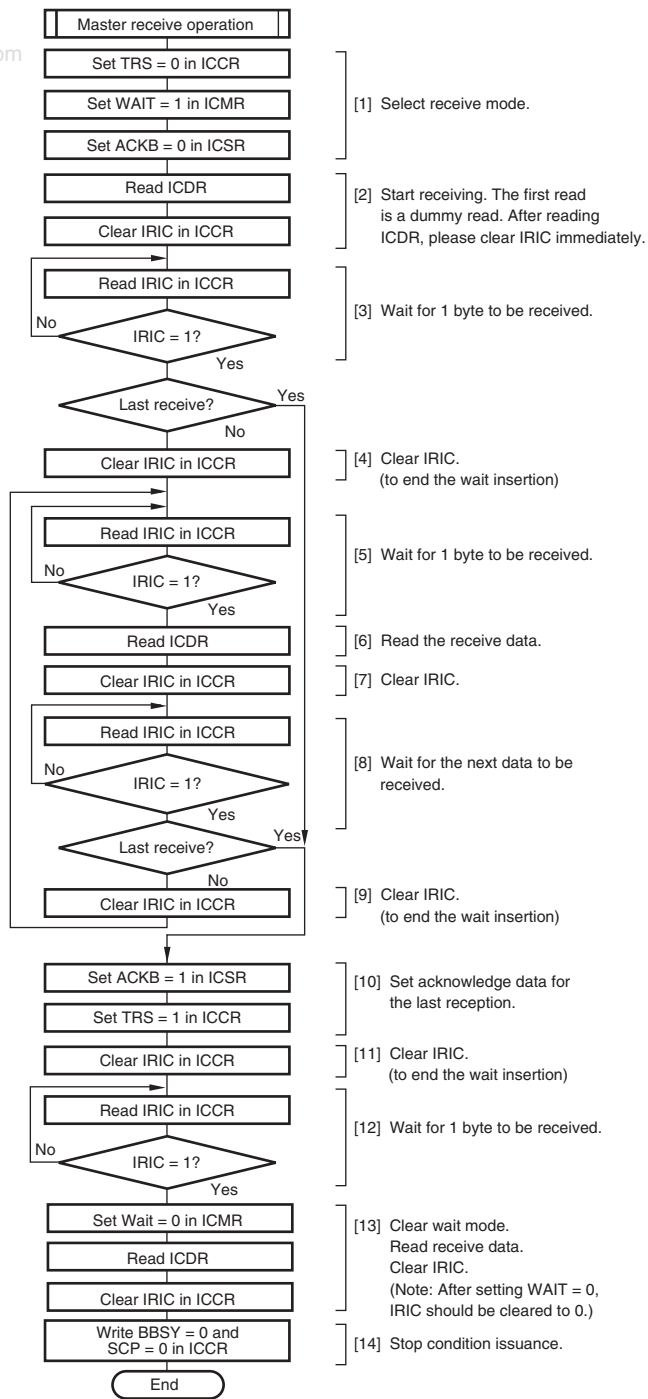 Master receive operation
om
Set TRS = 0 in ICCR
Set WAIT = 1 in ICMR
[1] Select receive mode.
Set ACKB = 0 in ICSR
Read ICDR
[2] Start receiving. The first read
is a dummy read. After reading
ICDR, please clear IRIC immediately.
Clear IRIC in ICCR
Read IRIC in ICCR
[3] Wait for 1 byte to be received.
No
IRIC = 1?
Yes
Last receive?
Yes
No
Clear IRIC in ICCR
[4] Clear IRIC.
(to end the wait insertion)
Read IRIC in ICCR
[5] Wait for 1 byte to be received.
No
IRIC = 1?
Yes
Read ICDR
[6] Read the receive data.
Clear IRIC in ICCR
[7] Clear IRIC.
Read IRIC in ICCR
[8] Wait for the next data to be
received.
No
IRIC = 1?
Yes
Last receive?
Yes
No
Clear IRIC in ICCR
[9] Clear IRIC.
(to end the wait insertion)
Set ACKB = 1 in ICSR
[10] Set acknowledge data for
the last reception.
Set TRS = 1 in ICCR
Clear IRIC in ICCR
[11] Clear IRIC.
(to end the wait insertion)
Read IRIC in ICCR
[12] Wait for 1 byte to be received.
No
IRIC = 1?
Yes
Set Wait = 0 in ICMR
[13] Clear wait mode.
Read receive data.
Clear IRIC.
(Note: After setting WAIT = 0,
IRIC should be cleared to 0.)
Read ICDR
Clear IRIC in ICCR
Write BBSY = 0 and
SCP = 0 in ICCR
[14] Stop condition issuance.
End